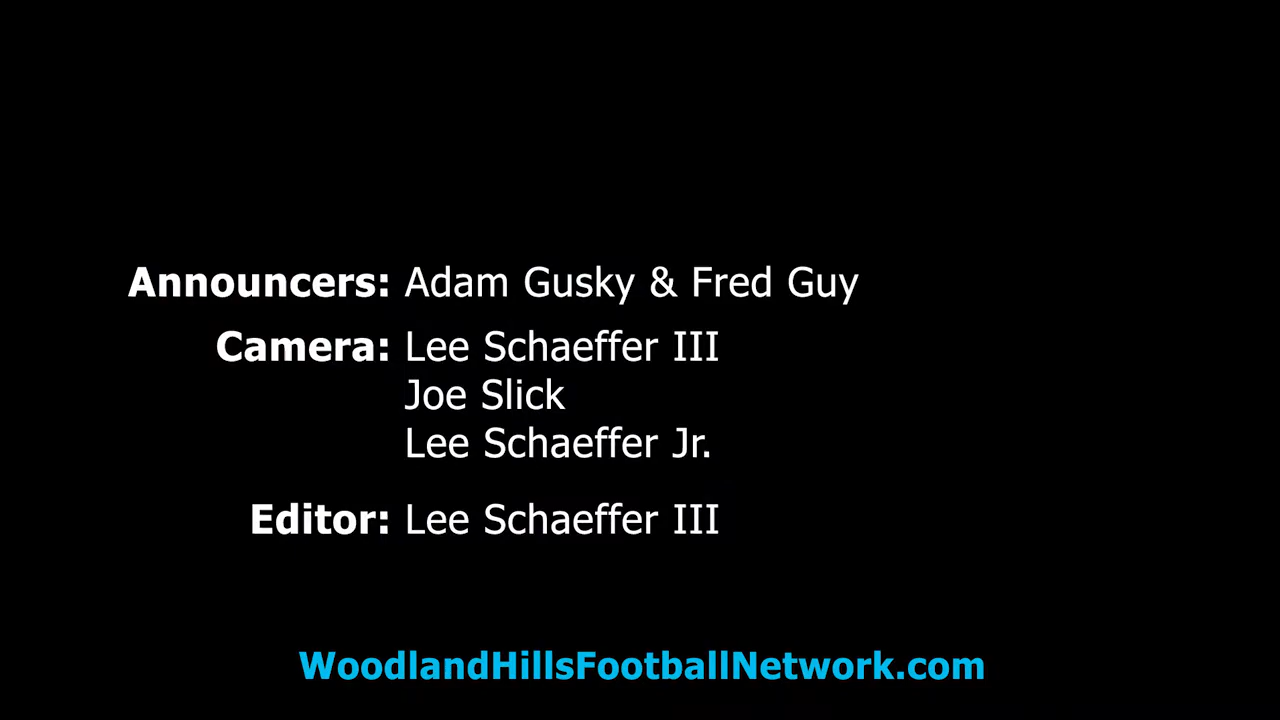 Announcers: Adam Gusky & Fred Guy
Camera: Lee Schaeffer III
Joe Slick
Lee Schaeffer Jr.
Editor: Lee Schaeffer III
WoodlandHillsFootballNetwork.com